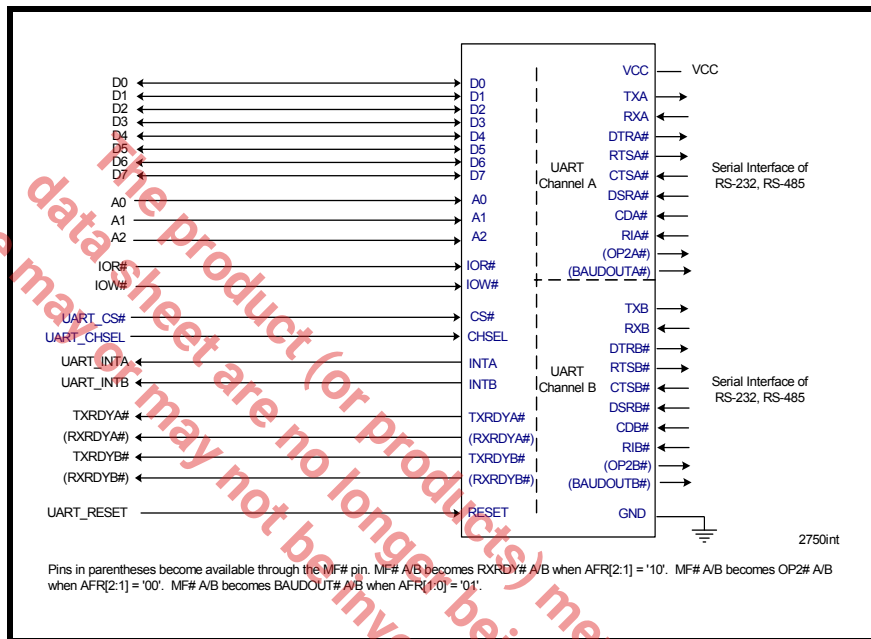 D0 D0
D1 D1
D2 D2
D3 D3
D4 D4
D5 D5
D6 D6
D7 D7
A0 A0
A1 A1
A2 A2
IOR# IOR#
IOW# IOW#
UART_CS# CS#
UART_CHSEL CHSEL
UART_INTA INTA
UART_INTB INTB
TXRDYA# TXRDYA#
(RXRDYA#) (RXRDYA#)
TXRDYB# TXRDYB#
(RXRDYB#) (RXRDYB#)
UART_RESET RESET
UART
Channel A
UART
Channel B
VCC VCC
TXA
RXA
DTRA#
RTSA#
CTSA#
DSRA#
CDA#
RIA#
(OP2A#)
(BAUDOUTA#)
Serial Interface of
RS-232, RS-485
TXB
RXB
DTRB#
RTSB#
CTSB#
DSRB#
CDB#
RIB#
(OP2B#)
(BAUDOUTB#)
Serial Interface of
RS-232, RS-485
GND
2750int
Pins in parentheses become available through the MF# pin. MF# A/B becomes RXRDY# A/B when AFR[2:1] = '10'. MF# A/B becomes OP2# A/B
when AFR[2:1] = '00'. MF# A/B becomes BAUDOUT# A/B when AFR[1:0] = '01'.
The product (or products) me
data sheet are no longer bei
may or may not be inv